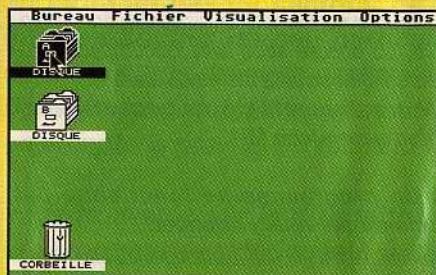 Bureau Fichier Visualisation Options
A
DISQUE
B
DISQUE
CORBEILLE